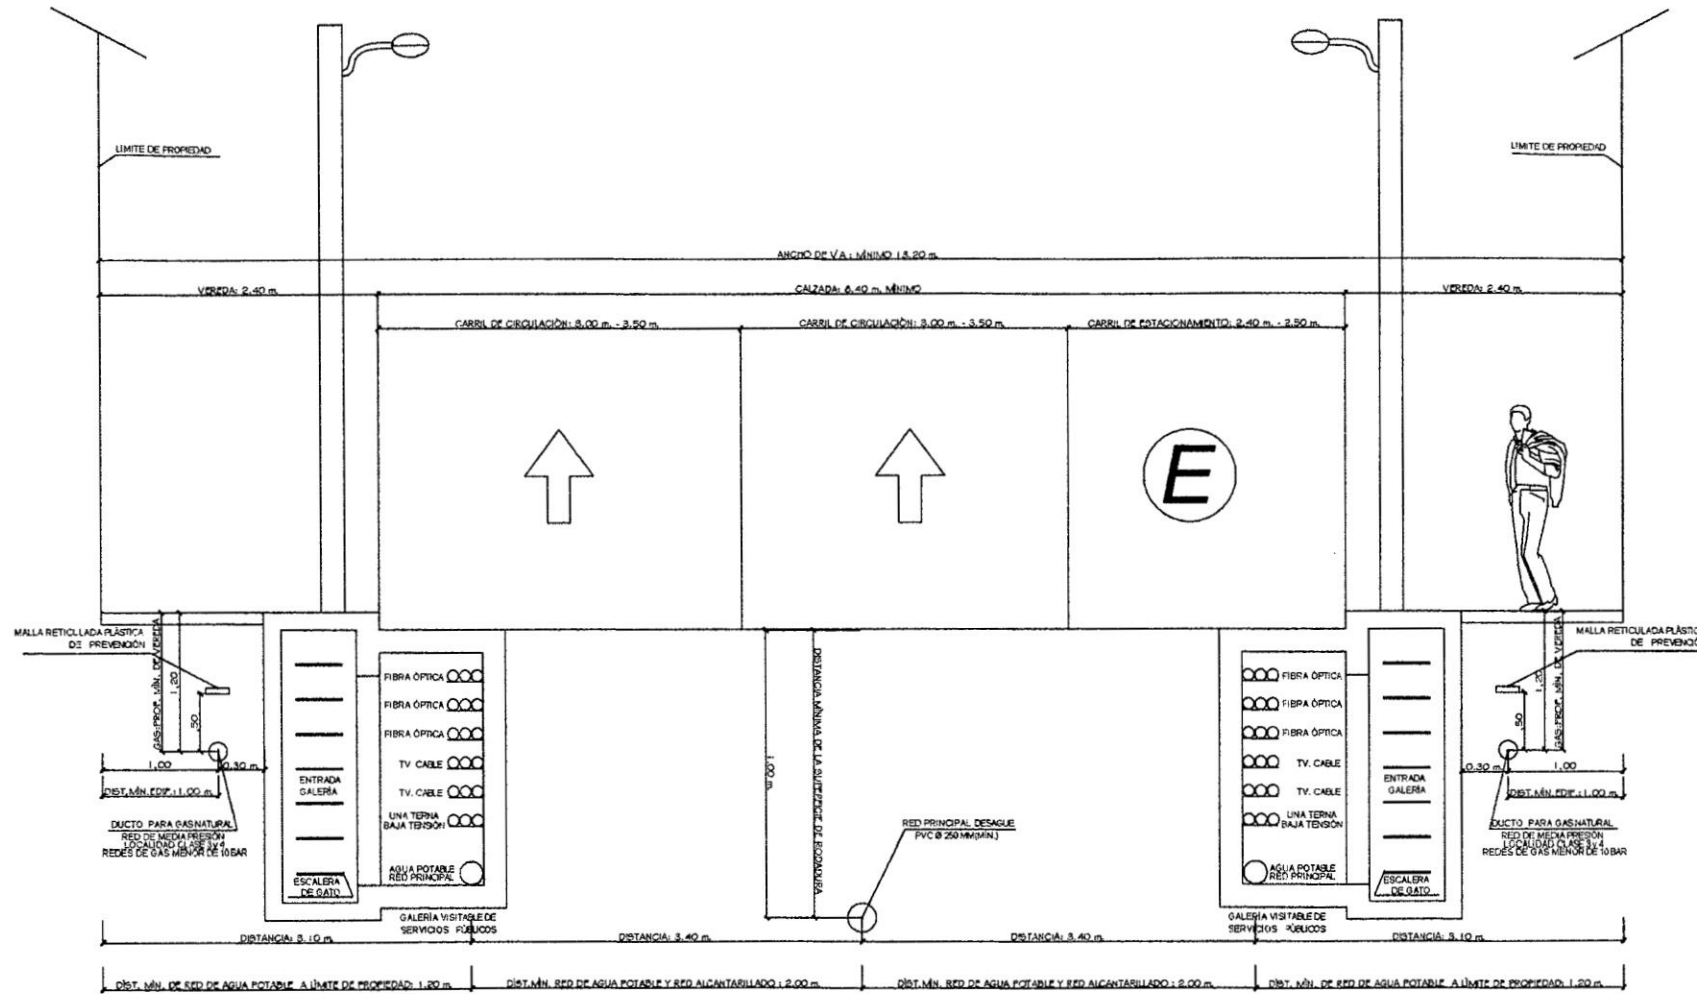 LIMITE DE PROPIEDAD
LIMITE DE PROPIEDAD
ANCHO DE VÍA: MÍNIMO 13.20 m.
VEREDA: 2.40 m.
CALZADA: 8.40 m. MÍNIMO
VEREDA: 2.40 m.
CARRIL DE CIRCULACIÓN: 3.00 m. - 3.50 m.
CARRIL DE CIRCULACIÓN: 3.00 m. - 3.50 m.
CARRIL DE ESTACIONAMIENTO: 2.40 m. - 2.50 m.
E
MALLA RETICULADA PLÁSTICA
DE PREVENCIÓN
GAS: PROF. MÍN. DE VEREDA
1,20
,50
1,00
0.30 m
DIST. MÍN. EDIF.: 1.00 m
DUCTO PARA GAS NATURAL
RED DE MEDIA PRESIÓN
LOCALIDAD CLASE 3 y 4
REDES DE GAS MENOR DE 10 BAR
ENTRADA
GALERÍA
ESCALERA
DE GATO
FIBRA ÓPTICA
FIBRA ÓPTICA
FIBRA ÓPTICA
TV. CABLE
TV. CABLE
UNA TERNA
BAJA TENSIÓN
AGUA POTABLE
RED PRINCIPAL
GALERÍA VISITABLE DE
SERVICIOS PÚBLICOS
1.00 m
DISTANCIA MÍNIMA DE LA SUPERFICIE DE RODADURA
RED PRINCIPAL DESAGUE
PVC Ø 250 MM(MÍN.)
FIBRA ÓPTICA
FIBRA ÓPTICA
FIBRA ÓPTICA
TV. CABLE
TV. CABLE
UNA TERNA
BAJA TENSIÓN
AGUA POTABLE
RED PRINCIPAL
GALERÍA VISITABLE DE
SERVICIOS PÚBLICOS
ENTRADA
GALERÍA
ESCALERA
DE GATO
MALLA RETICULADA PLÁSTIC
DE PREVENCIÓ
GAS: PROF. MÍN. DE VEREDA
1,20
,50
0.30 m
1,00
DIST. MÍN. EDIF.: 1.00 m
DUCTO PARA GAS NATURAL
RED DE MEDIA PRESIÓN
LOCALIDAD CLASE 3 y 4
REDES DE GAS MENOR DE 10 BAR
DISTANCIA: 3.10 m.
DISTANCIA: 3.40 m.
DISTANCIA: 3.40 m.
DISTANCIA: 3.10 m.
DIST. MÍN. DE RED DE AGUA POTABLE A LÍMITE DE PROPIEDAD: 1.20 m.
DIST. MÍN. RED DE AGUA POTABLE Y RED ALCANTARILLADO : 2.00 m.
DIST. MÍN. RED DE AGUA POTABLE Y RED ALCANTARILLADO : 2.00 m.
DIST. MÍN. DE RED DE AGUA POTABLE A LÍMITE DE PROPIEDAD: 1.20 m.